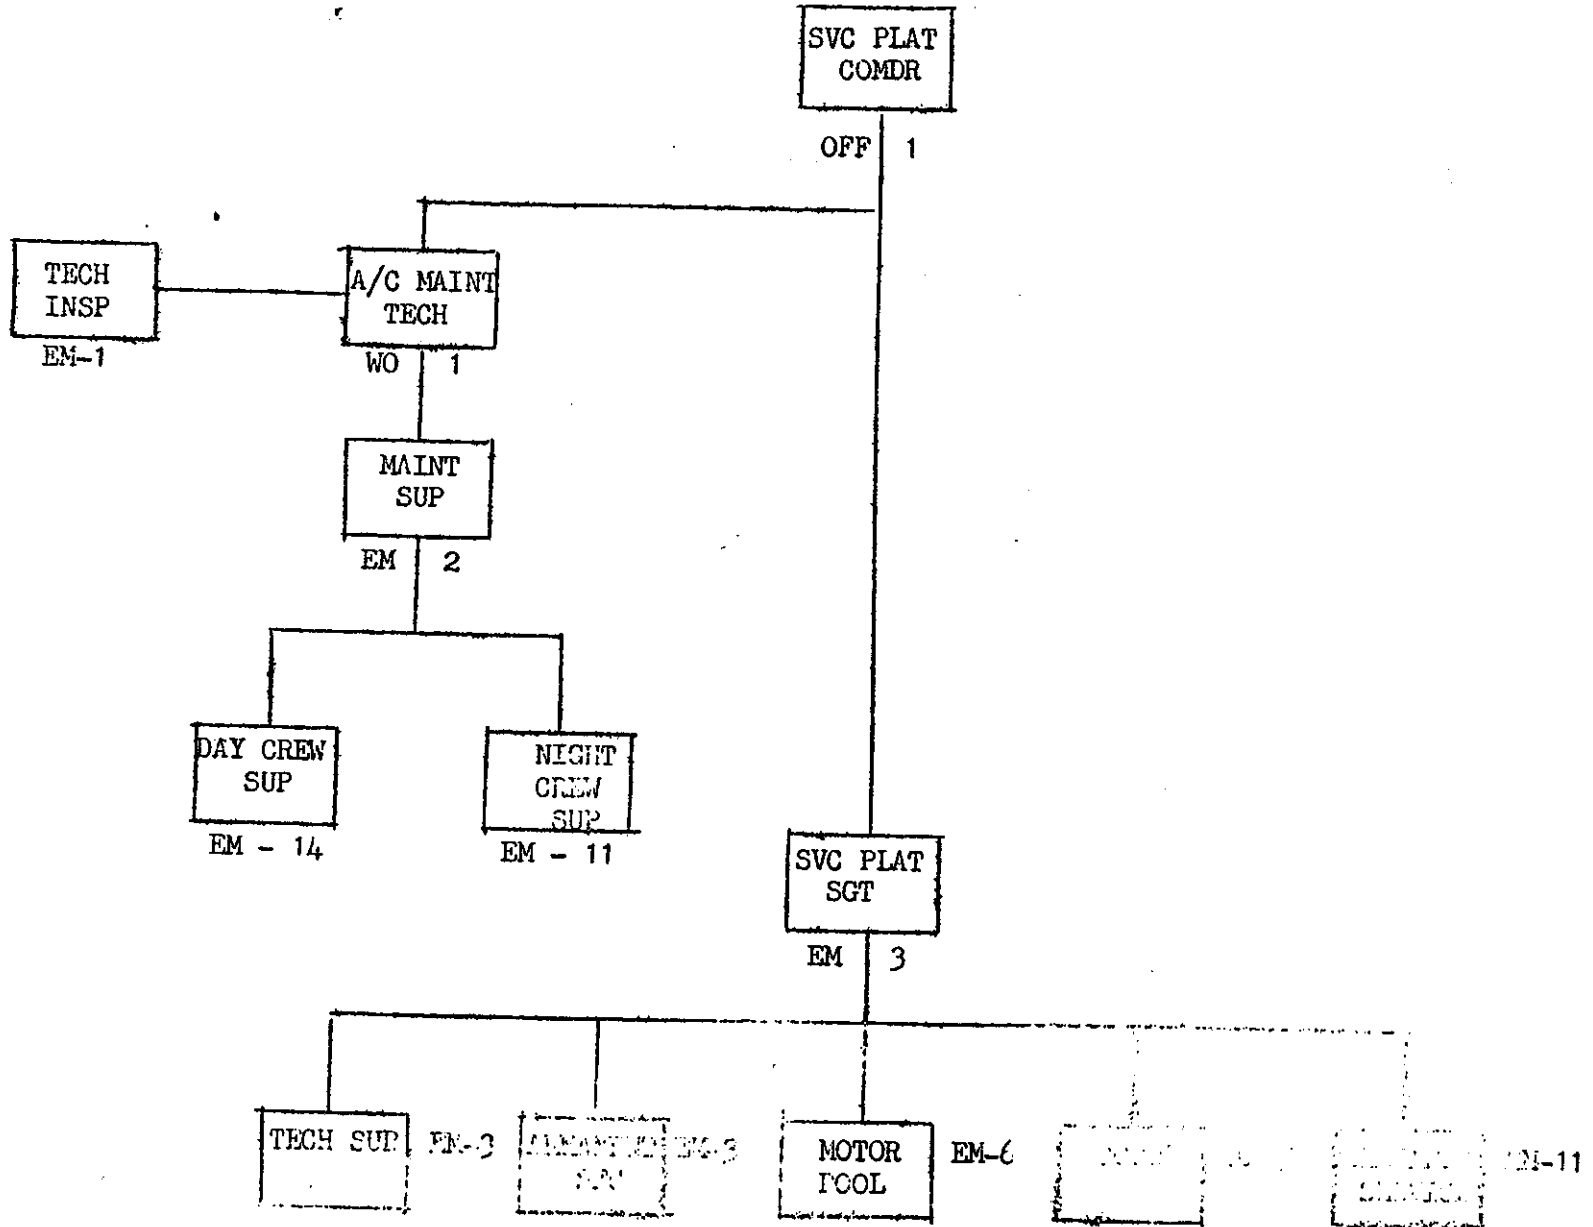 SVC PLAT
COMDR
OFF 1
TECH
INSP
EM-1
A/C MAINT
TECH
WO 1
MAINT
SUP
EM 2
DAY CREW
SUP
EM - 14
NIGHT
CREW
SUP
EM - 11
SVC PLAT
SGT
EM 3
TECH SUP
EM-3
EM-3
MOTOR
POOL
EM-6
EM-11